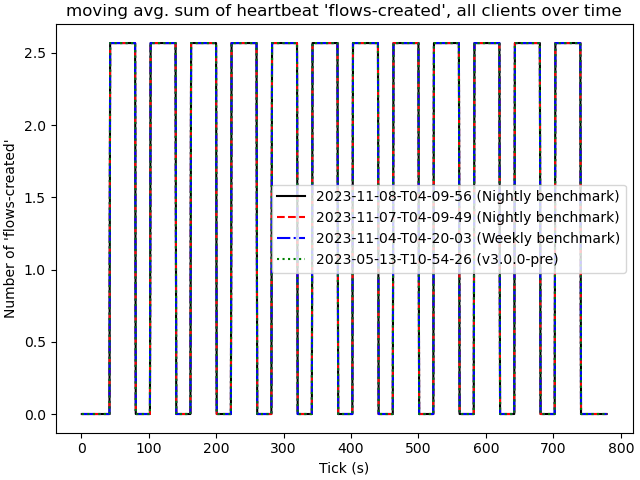 moving avg. sum of heartbeat 'flows-created', all clients over time
Number of 'flows-created'
2.5
2.0
1.5
1.0
0.5
0.0
2023-11-08-T04-09-56 (Nightly benchmark)
2023-11-07-T04-09-49 (Nightly benchmark)
2023-11-04-T04-20-03 (Weekly benchmark)
2023-05-13-T10-54-26 (v3.0.0-pre)
0 100 200 300 400 500 600 700 800
Tick (s)